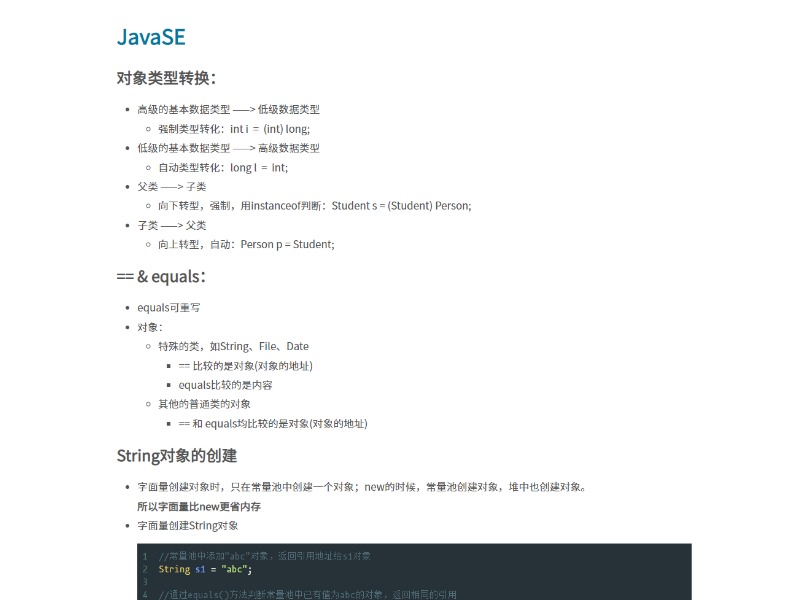 JavaSE
对象类型转换：
高级的基本数据类型 ——> 低级数据类型
强制类型转化：int i = (int) long;
低级的基本数据类型 ——> 高级数据类型
自动类型转化：long l = int;
父类 ——> 子类
向下转型，强制，用instanceof判断：Student s = (Student) Person;
子类 ——> 父类
向上转型，自动：Person p = Student;
== & equals：
equals可重写
对象：
特殊的类，如String、File、Date
== 比较的是对象(对象的地址)
equals比较的是内容
其他的普通类的对象
== 和 equals均比较的是对象(对象的地址)
String对象的创建
字面量创建对象时，只在常量池中创建一个对象；new的时候，常量池创建对象，堆中也创建对象。
所以字面量比new更省内存
字面量创建String对象
1 //常量池中添加"abc"对象，返回引用地址给s1对象
2 String s1 = "abc";
3
4 //通过equals()方法判断常量池中已有值为abc的对象，返回相同的引用